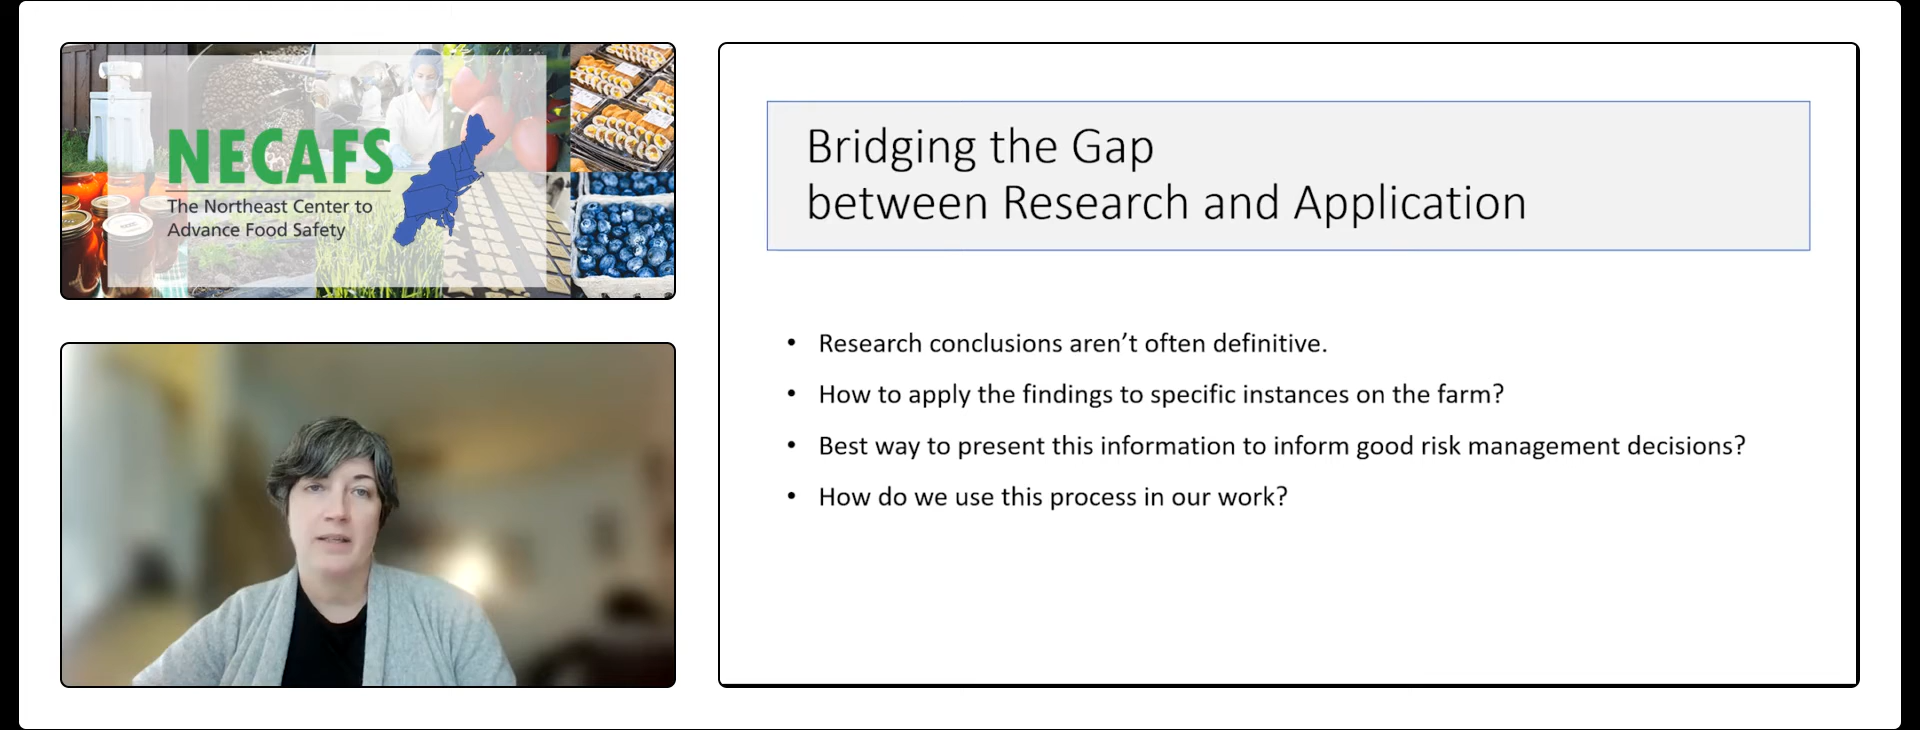 NECAFS
The Northeast Center to
Advance Food Safety
Bridging the Gap
between Research and Application
• Research conclusions aren’t often definitive.
• How to apply the findings to specific instances on the farm?
• Best way to present this information to inform good risk management decisions?
• How do we use this process in our work?